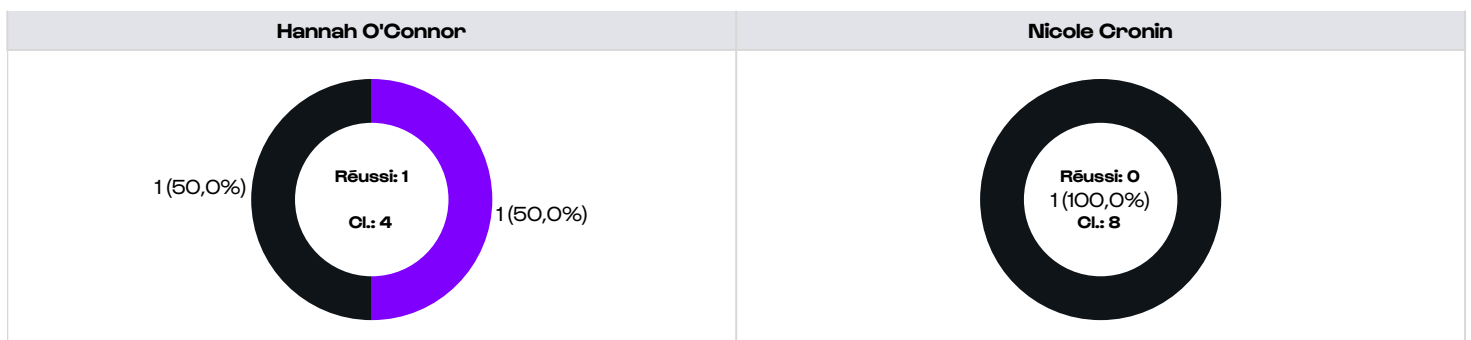 Hannah O'Connor
Nicole Cronin
1 (50,0%)
Réussi: 1
Cl.: 4
1 (50,0%)
Réussi: 0
1 (100,0%)
Cl.: 8